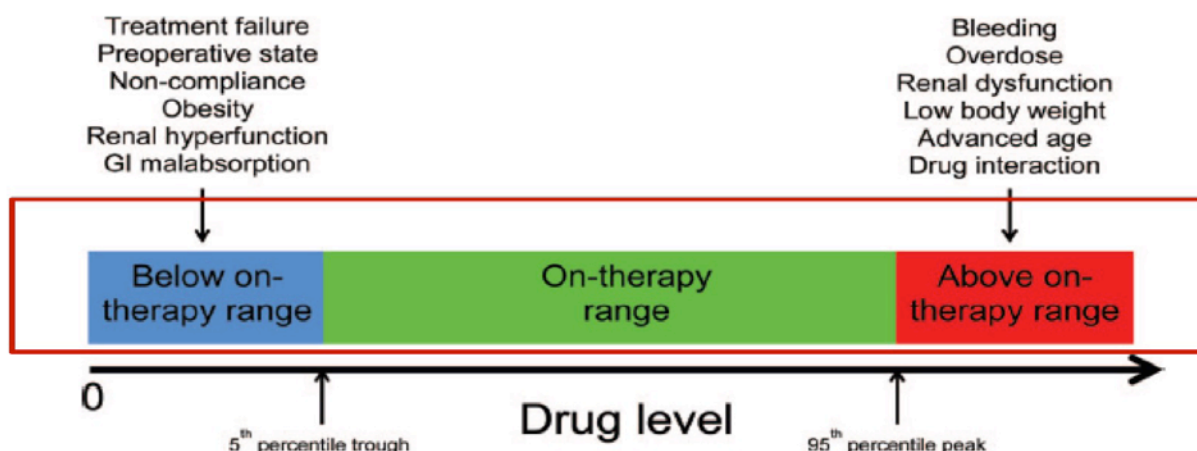 Treatment failure
Preoperative state
Non-compliance
Obesity
Renal hyperfunction
GI malabsorption
Bleeding
Overdose
Renal dysfunction
Low body weight
Advanced age
Drug interaction
Below on-
therapy range
On-therapy
range
Above on-
therapy range
0
Drug level
5th percentile trough
95th percentile peak